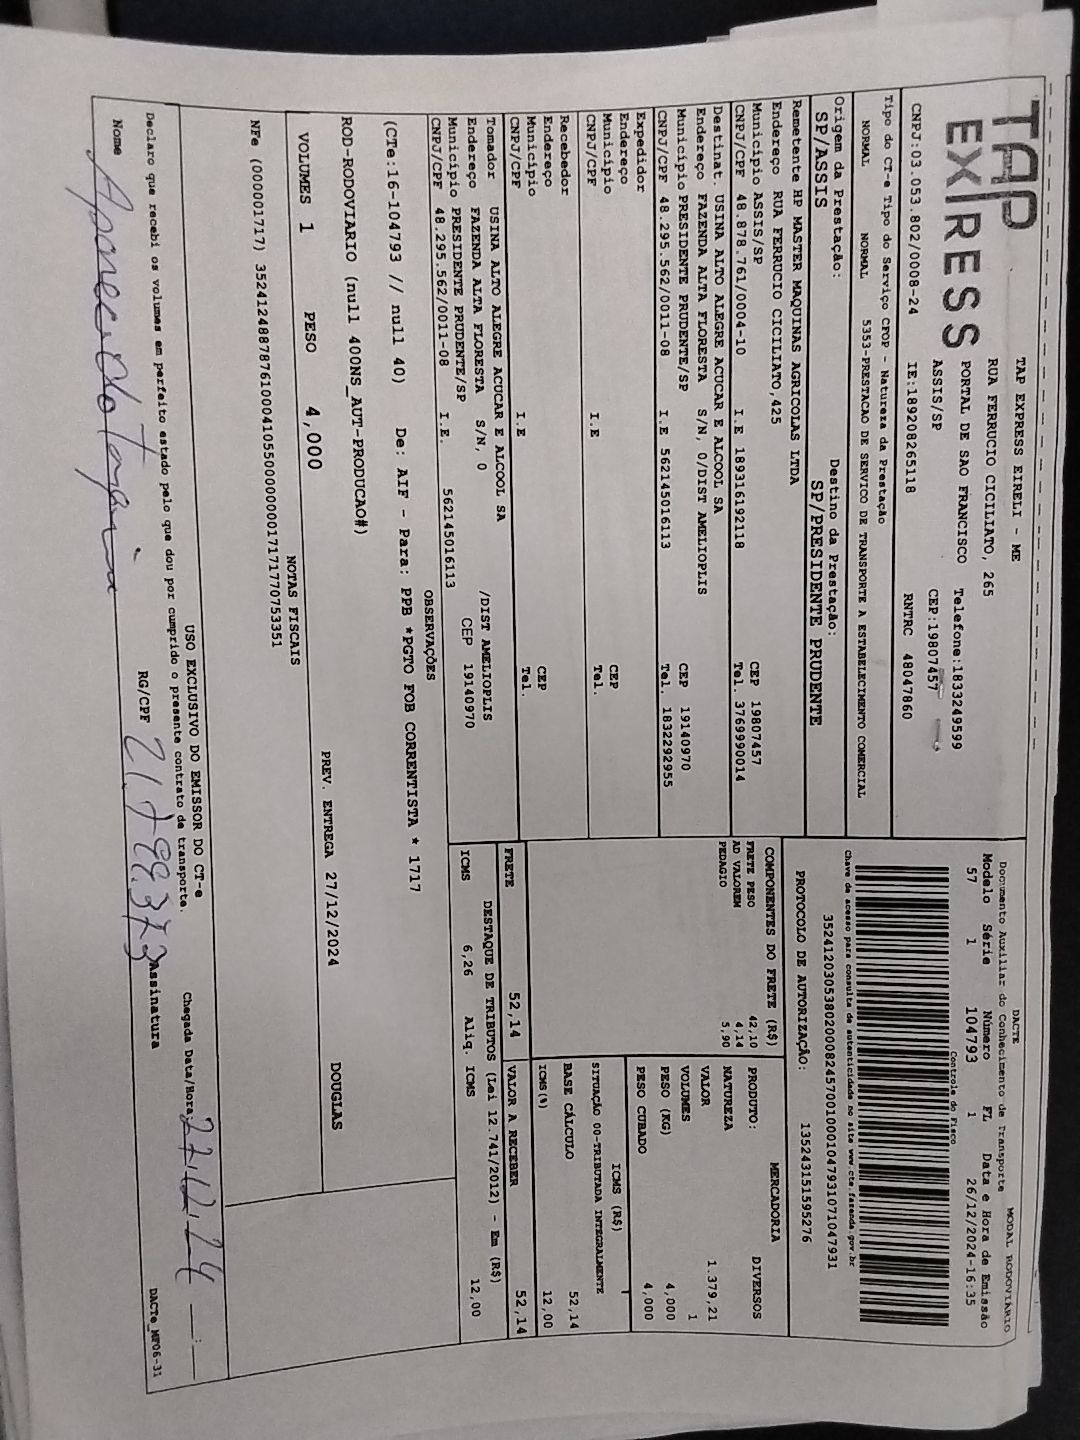 TAP
EX/RESS
TAP EXPRESS EIRELI - ME
RUA FERRUCIO CICILIATO, 265
PORTAL DE SAO FRANCISCO Telefone:1833249599
ASSIS/SP CEP:19807457
CNPJ:03.053.802/0008-24 IE:189208265118 RNTRC 48047860
DACTE MODAL RODOVIÁRIO
Documento Auxiliar do Conhecimento de Transporte
Modelo Série Número FL Data e Hora de Emissão
57 1 104793 1 26/12/2024-16:35
Controle do Fisco
Chave de acesso para consulta de autenticidade no site www.cte.fazenda.gov.br
35241203053802000824570010001047931071047931
PROTOCOLO DE AUTORIZAÇÃO: 135243151595276
Tipo do CT-e Tipo do Serviço CFOP - Natureza da Prestação
NORMAL NORMAL 5353-PRESTACAO DE SERVICO DE TRANSPORTE A ESTABELECIMENTO COMERCIAL
Origem da Prestação: Destino da Prestação:
SP/ASSIS SP/PRESIDENTE PRUDENTE
Remetente HP MASTER MAQUINAS AGRICOLAS LTDA
Endereço RUA FERRUCIO CICILIATO,425
Município ASSIS/SP CEP 19807457
CNPJ/CPF 48.878.761/0004-10 I.E 189316192118 Tel. 37699990014
Destinat. USINA ALTO ALEGRE ACUCAR E ALCOOL SA
Endereço FAZENDA ALTA FLORESTA S/N, 0/DIST AMELIOPLIS
Município PRESIDENTE PRUDENTE/SP CEP 19140970
CNPJ/CPF 48.295.562/0011-08 I.E 562145016113 Tel. 1832292955
Expedidor
Endereço
Município CEP
CNPJ/CPF I.E Tel.
Recebedor
Endereço
Município CEP
CNPJ/CPF I.E Tel.
Tomador USINA ALTO ALEGRE ACUCAR E ALCOOL SA
Endereço FAZENDA ALTA FLORESTA S/N, 0 /DIST AMELIOPLIS
Município PRESIDENTE PRUDENTE/SP CEP 19140970
CNPJ/CPF 48.295.562/0011-08 I.E. 562145016113
COMPONENTES DO FRETE (R$)
FRETE PESO 42,10
AD VALOREM 4,14
PEDAGIO 5,90
MERCADORIA
PRODUTO: DIVERSOS
NATUREZA
VALOR 1.379,21
VOLUMES 1
PESO (KG) 4,000
PESO CUBADO 4,000
ICMS (R$)
SITUAÇÃO 00-TRIBUTADA INTEGRALMENTE
BASE CÁLCULO 52,14
ICMS(%) 12,00
FRETE 52,14 VALOR A RECEBER 52,14
DESTAQUE DE TRIBUTOS (Lei 12.741/2012) - Em (R$)
ICMS 6,26 Aliq. ICMS 12,00
OBSERVAÇÕES
(CTe:16-104793 // null 40) De: AIF - Para: PPB *PGTO FOB CORRENTISTA * 1717
ROD-RODOVIARIO (null 400NS_AUT-PRODUCAO#)
VOLUMES 1 PESO 4,000 PREV. ENTREGA 27/12/2024 DOUGLAS
NOTAS FISCAIS
NFe (000001717) 35241248878761000410550000000017171770753351
USO EXCLUSIVO DO EMISSOR DO CT-e
Declaro que recebi os volumes em perfeito estado pelo que dou por cumprido o presente contrato de transporte.
Chegada Data/Hora 27.12.24 __:__
Nome RG/CPF Assinatura
DACTe_MF06-31